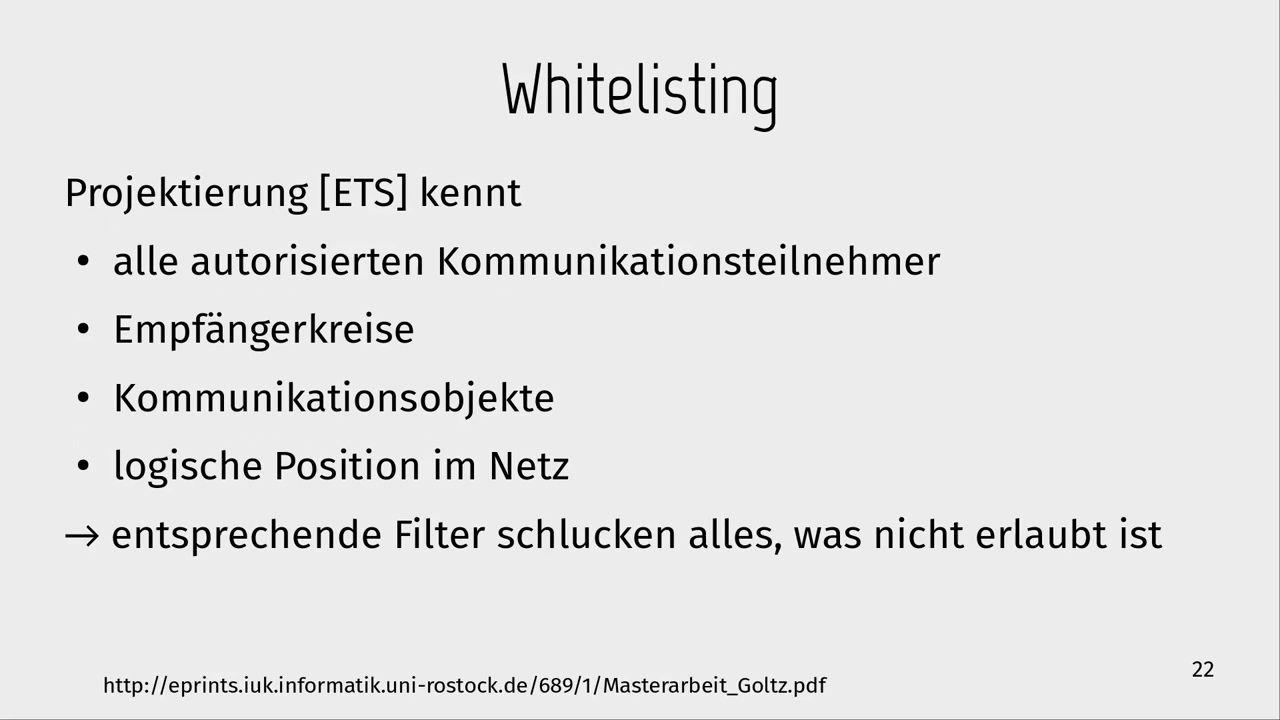 Whitelisting
Projektierung [ETS] kennt
• alle autorisierten Kommunikationsteilnehmer
• Empfängerkreise
• Kommunikationsobjekte
• logische Position im Netz
→ entsprechende Filter schlucken alles, was nicht erlaubt ist
22
http://eprints.iuk.informatik.uni-rostock.de/689/1/Masterarbeit_Goltz.pdf